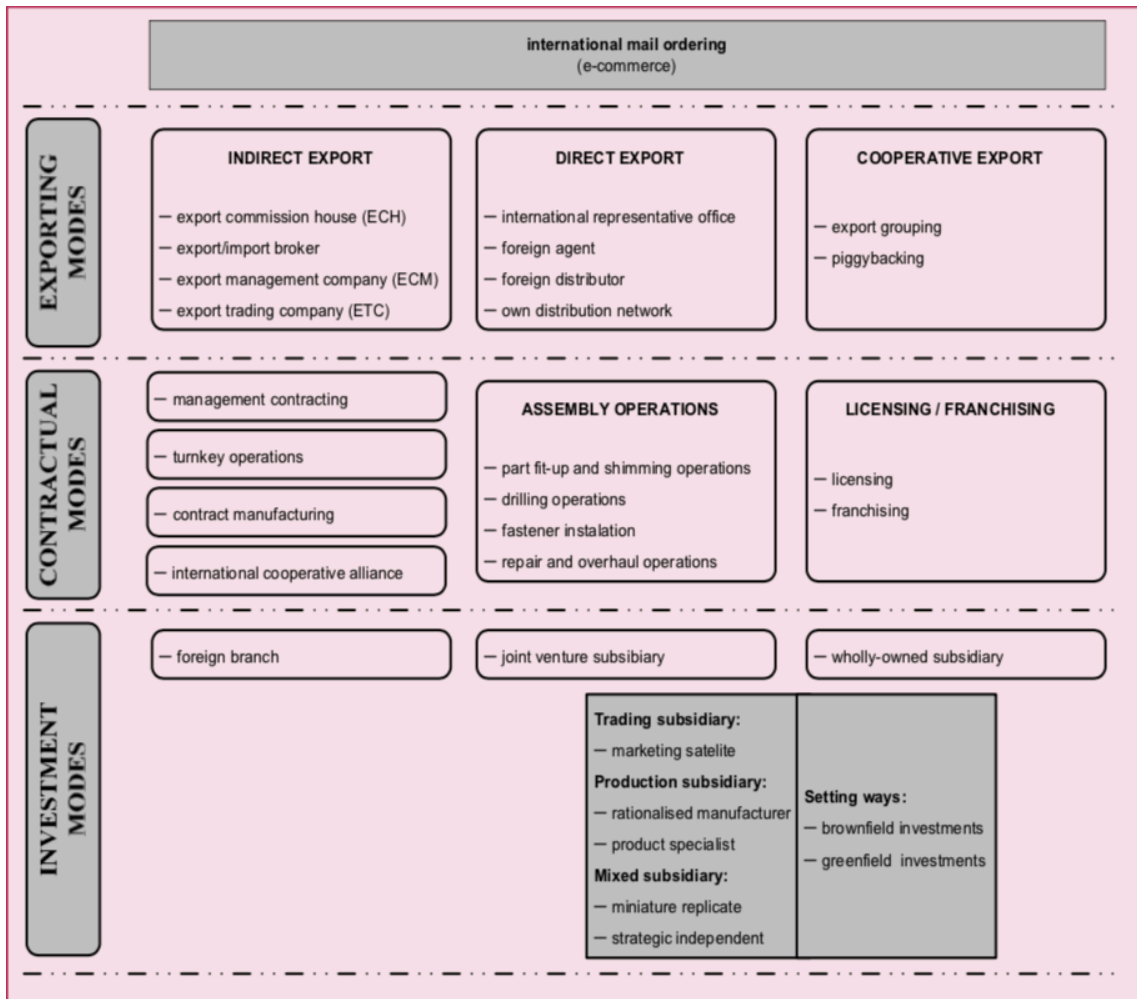 international mail ordering
(e-commerce)
EXPORTING
MODES
INDIRECT EXPORT
— export commission house (ECH)
— export/import broker
— export management company (ECM)
— export trading company (ETC)
DIRECT EXPORT
— international representative office
— foreign agent
— foreign distributor
— own distribution network
COOPERATIVE EXPORT
— export grouping
— piggybacking
CONTRACTUAL
MODES
— management contracting
— turnkey operations
— contract manufacturing
— international cooperative alliance
ASSEMBLY OPERATIONS
— part fit-up and shimming operations
— drilling operations
— fastener instalation
— repair and overhaul operations
LICENSING / FRANCHISING
— licensing
— franchising
INVESTMENT
MODES
— foreign branch
— joint venture subsibiary
— wholly-owned subsidiary
Trading subsidiary:
— marketing satelite
Production subsidiary:
— rationalised manufacturer
— product specialist
Mixed subsidiary:
— miniature replicate
— strategic independent
Setting ways:
— brownfield investments
— greenfield investments